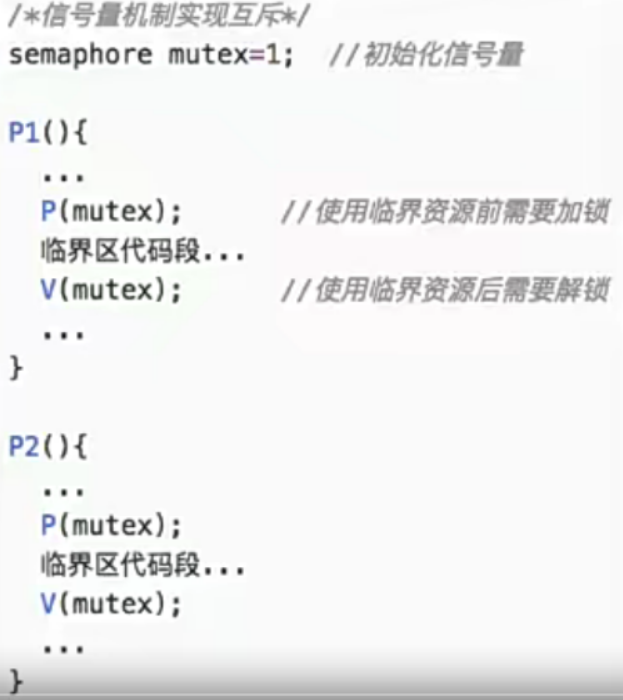 /*信号量机制实现互斥*/
semaphore mutex=1; //初始化信号量
P1(){
...
P(mutex); //使用临界资源前需要加锁
临界区代码段...
V(mutex); //使用临界资源后需要解锁
...
}
P2(){
...
P(mutex);
临界区代码段...
V(mutex);
...
}